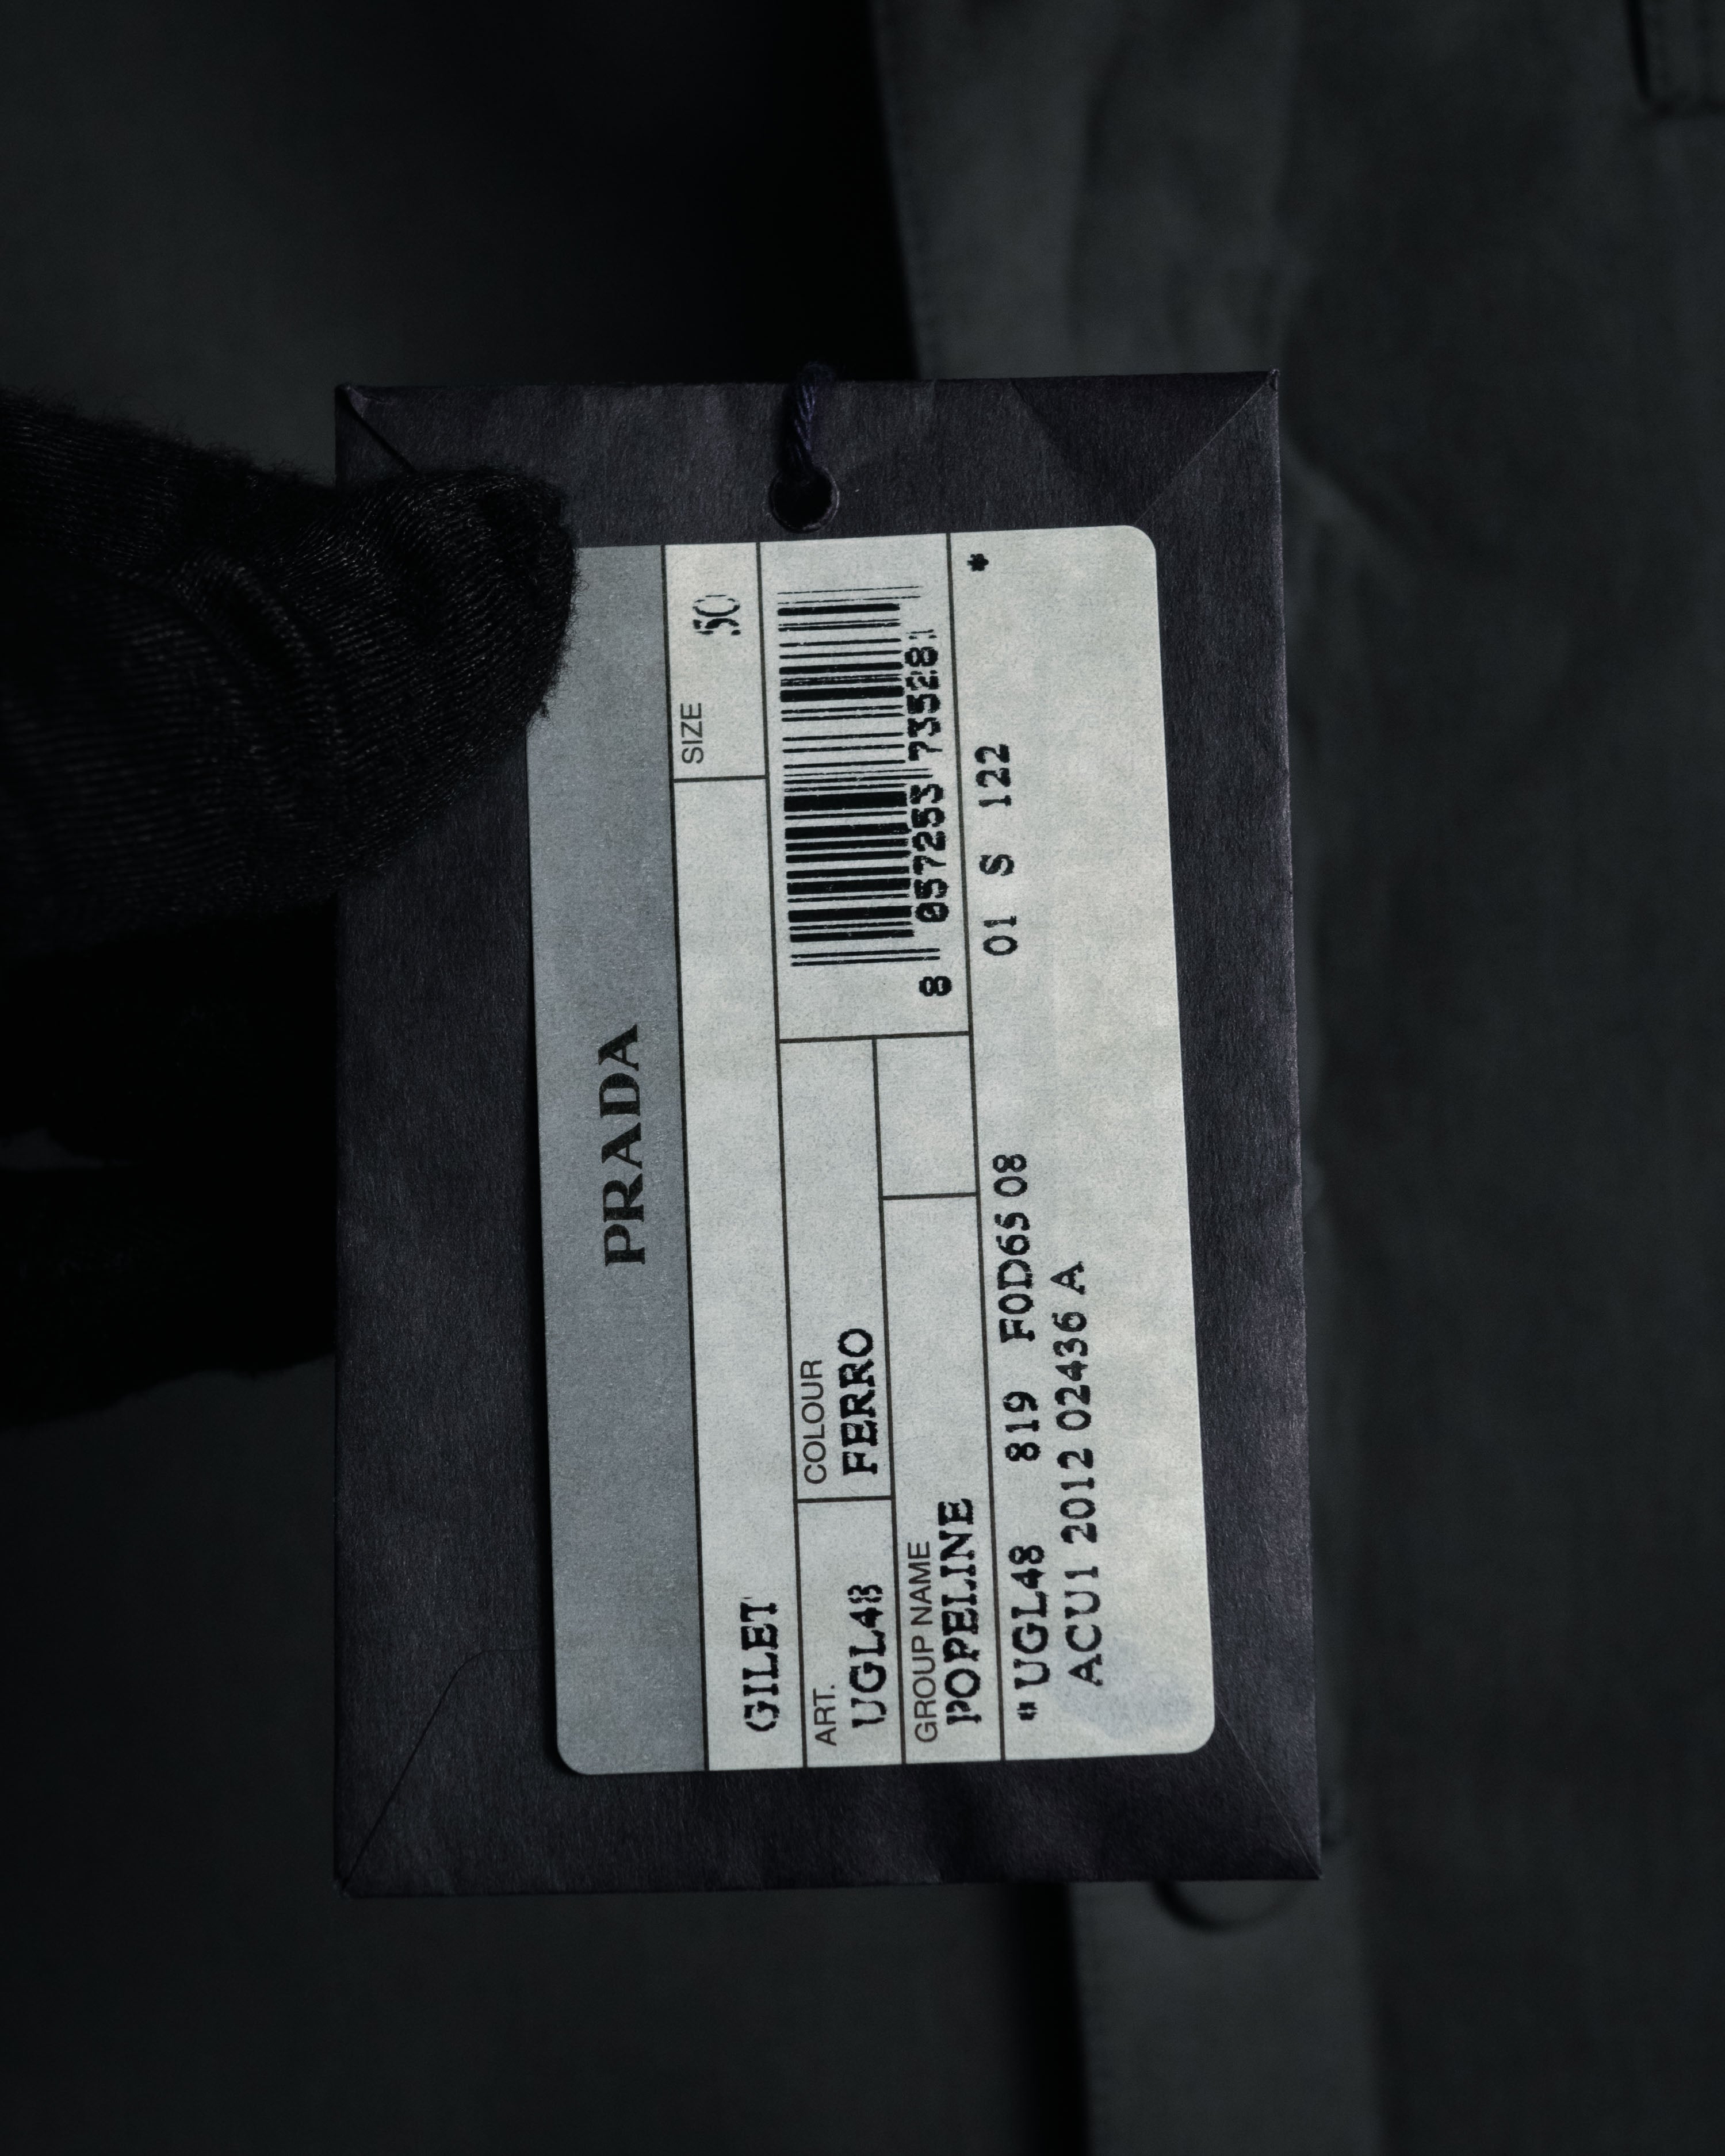 PRADA
SIZE
GILET 50
ART. COLOUR
UGL48 FERRO
8 057253 73528
GROUP NAME
POPELINE
*UGL48 819 F0D65 08 01 S 122 *
ACU1 2012 02436 A